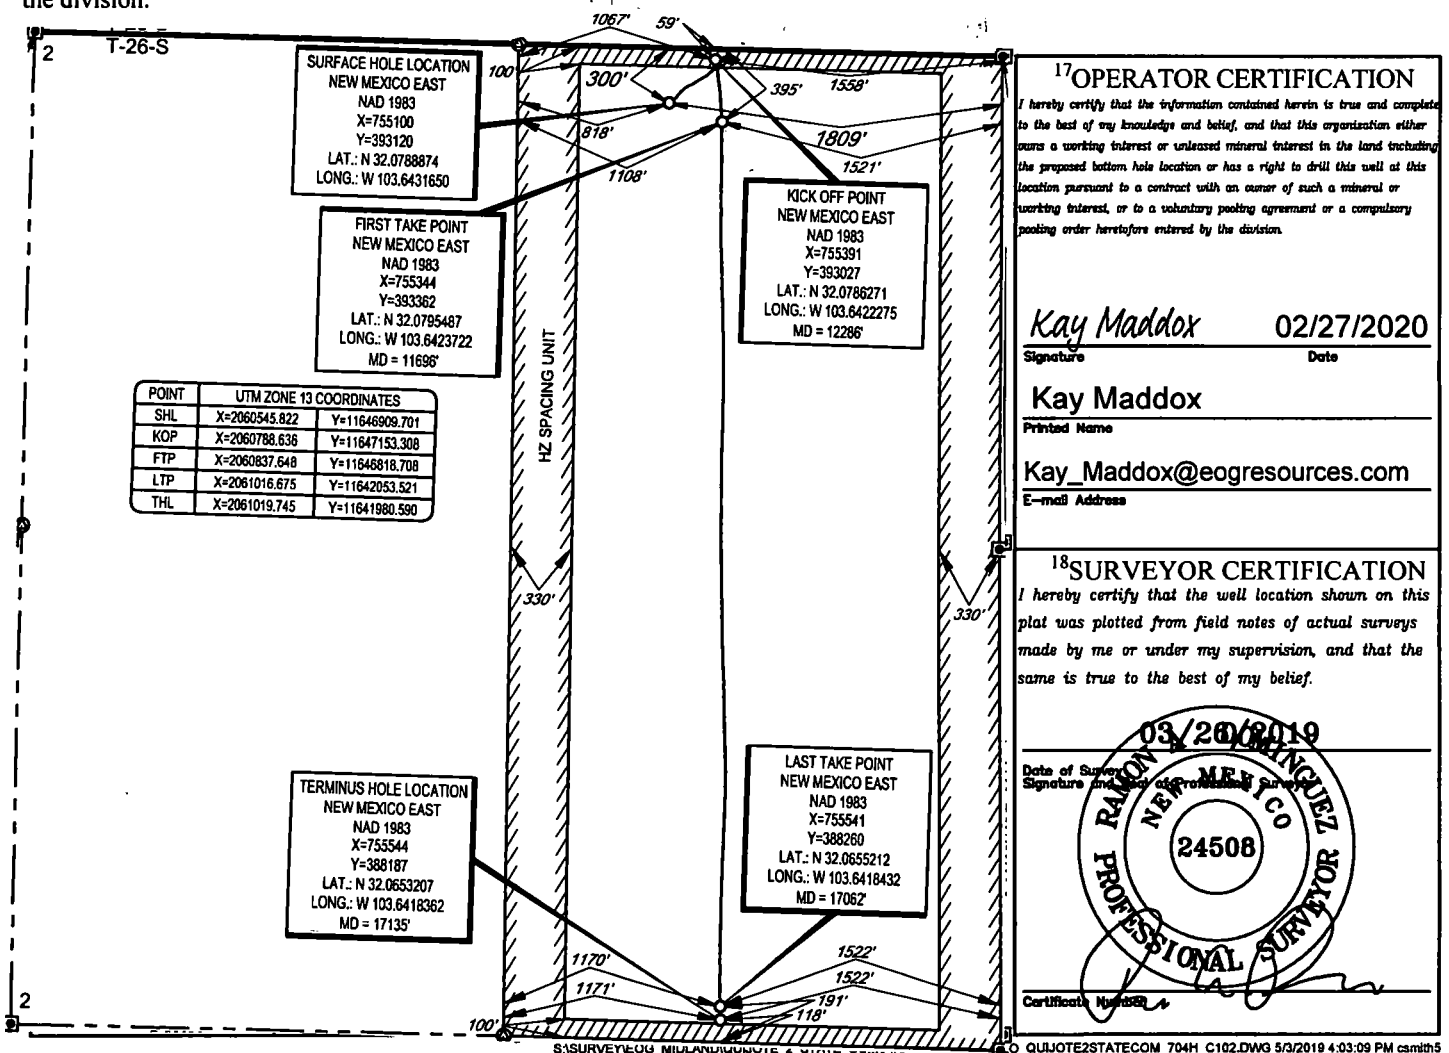 the division.
2
T-26-S
1067'
59'
SURFACE HOLE LOCATION
NEW MEXICO EAST
NAD 1983
X=755100
Y=393120
LAT.: N 32.0788874
LONG.: W 103.6431650
100'
300'
1558'
395'
818'
1809'
1521'
1108'
FIRST TAKE POINT
NEW MEXICO EAST
NAD 1983
X=755344
Y=393362
LAT.: N 32.0795487
LONG.: W 103.6423722
MD = 11696'
KICK OFF POINT
NEW MEXICO EAST
NAD 1983
X=755391
Y=393027
LAT.: N 32.0786271
LONG.: W 103.6422275
MD = 12286'
HZ SPACING UNIT
POINT UTM ZONE 13 COORDINATES
SHL X=2060545.822 Y=11646909.701
KOP X=2060788.636 Y=11647153.308
FTP X=2060837.648 Y=11646818.708
LTP X=2061016.675 Y=11642053.521
THL X=2061019.745 Y=11641980.590
330'
330'
TERMINUS HOLE LOCATION
NEW MEXICO EAST
NAD 1983
X=755544
Y=388187
LAT.: N 32.0653207
LONG.: W 103.6418362
MD = 17135'
LAST TAKE POINT
NEW MEXICO EAST
NAD 1983
X=755541
Y=388260
LAT.: N 32.0655212
LONG.: W 103.6418432
MD = 17062'
1170'
1171'
1522'
1522'
191'
118'
2
100'
17 OPERATOR CERTIFICATION
I hereby certify that the information contained herein is true and complete
to the best of my knowledge and belief, and that this organization either
owns a working interest or unleased mineral interest in the land including
the proposed bottom hole location or has a right to drill this well at this
location pursuant to a contract with an owner of such a mineral or
working interest, or to a voluntary pooling agreement or a compulsory
pooling order heretofore entered by the division.
Kay Maddox 02/27/2020
Signature Date
Kay Maddox
Printed Name
Kay_Maddox@eogresources.com
E-mail Address
18 SURVEYOR CERTIFICATION
I hereby certify that the well location shown on this
plat was plotted from field notes of actual surveys
made by me or under my supervision, and that the
same is true to the best of my belief.
03/26/2019
Date of Survey
Signature and Seal of Professional Surveyor
RAMON A. DOMINGUEZ
NEW MEXICO
24508
PROFESSIONAL SURVEYOR
Certificate Number
QUIJOTE2STATECOM_704H_C102.DWG 5/3/2019 4:03:09 PM csmith5